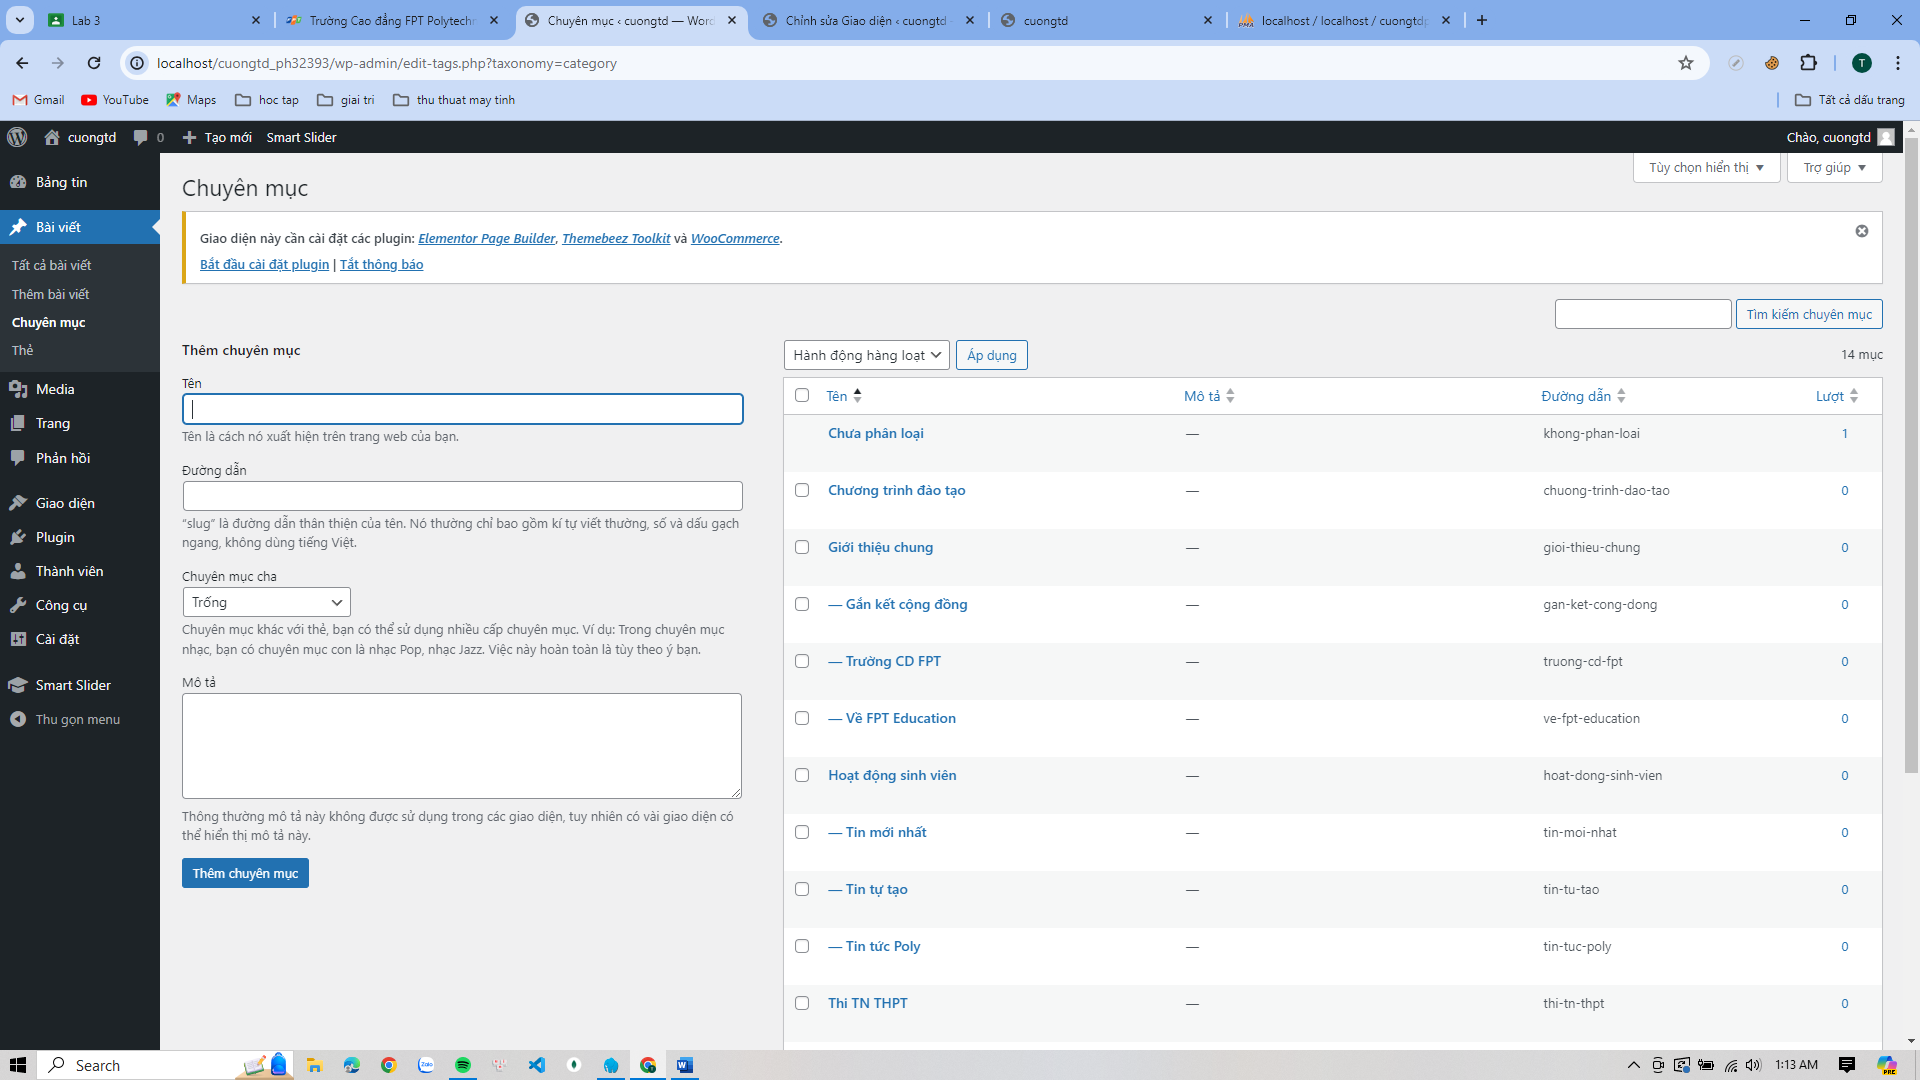 Lab 3
Trường Cao đẳng FPT Polytechn
Chuyên mục ‹ cuongtd — Word
Chỉnh sửa Giao diện ‹ cuongtd
cuongtd
localhost / localhost / cuongtdp
localhost/cuongtd_ph32393/wp-admin/edit-tags.php?taxonomy=category
T
Gmail
YouTube
Maps
hoc tap
giai tri
thu thuat may tinh
Tất cả dấu trang
cuongtd
0
Tạo mới
Smart Slider
Chào, cuongtd
Bảng tin
Bài viết
Tất cả bài viết
Thêm bài viết
Chuyên mục
Thẻ
Media
Trang
Phản hồi
Giao diện
Plugin
Thành viên
Công cụ
Cài đặt
Smart Slider
Thu gọn menu
Tùy chọn hiển thị
Trợ giúp
Chuyên mục
Giao diện này cần cài đặt các plugin: Elementor Page Builder, Themebeez Toolkit và WooCommerce.
Bắt đầu cài đặt plugin | Tắt thông báo
Tìm kiếm chuyên mục
Thêm chuyên mục
Tên
Tên là cách nó xuất hiện trên trang web của bạn.
Đường dẫn
“slug” là đường dẫn thân thiện của tên. Nó thường chỉ bao gồm kí tự viết thường, số và dấu gạch
ngang, không dùng tiếng Việt.
Chuyên mục cha
Trống
Chuyên mục khác với thẻ, bạn có thể sử dụng nhiều cấp chuyên mục. Ví dụ: Trong chuyên mục
nhạc, bạn có chuyên mục con là nhạc Pop, nhạc Jazz. Việc này hoàn toàn là tùy theo ý bạn.
Mô tả
Thông thường mô tả này không được sử dụng trong các giao diện, tuy nhiên có vài giao diện có
thể hiển thị mô tả này.
Thêm chuyên mục
Hành động hàng loạt
Áp dụng
14 mục
Tên Mô tả Đường dẫn Lượt
Chưa phân loại — khong-phan-loai 1
Chương trình đào tạo — chuong-trinh-dao-tao 0
Giới thiệu chung — gioi-thieu-chung 0
— Gắn kết cộng đồng — gan-ket-cong-dong 0
— Trường CD FPT — truong-cd-fpt 0
— Về FPT Education — ve-fpt-education 0
Hoạt động sinh viên — hoat-dong-sinh-vien 0
— Tin mới nhất — tin-moi-nhat 0
— Tin tự tạo — tin-tu-tao 0
— Tin tức Poly — tin-tuc-poly 0
Thi TN THPT — thi-tn-thpt 0
Search
1:13 AM